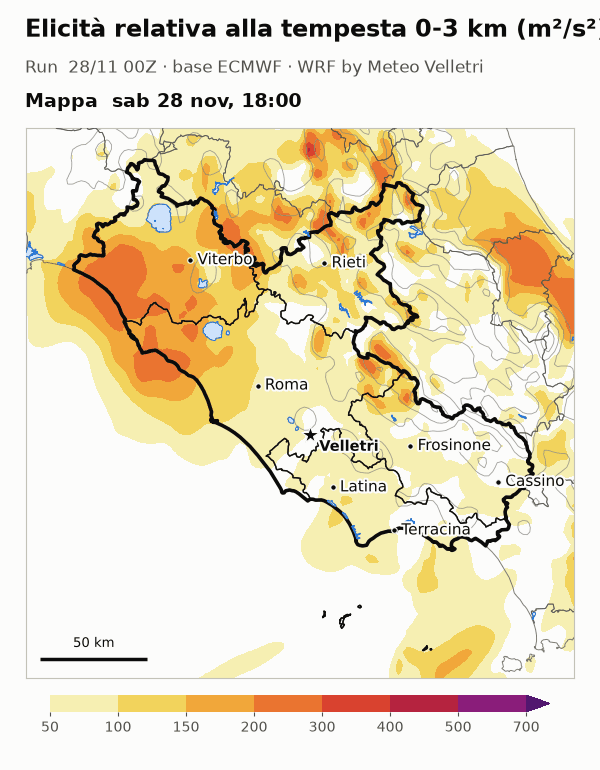 Elicità relativa alla tempesta 0-3 km (m²/s²)
Run 28/11 00Z · base ECMWF · WRF by Meteo Velletri
Mappa sab 28 nov, 18:00
Viterbo
Rieti
Roma
Velletri
Frosinone
Latina
Cassino
Terracina
50 km
50 100 150 200 300 400 500 700